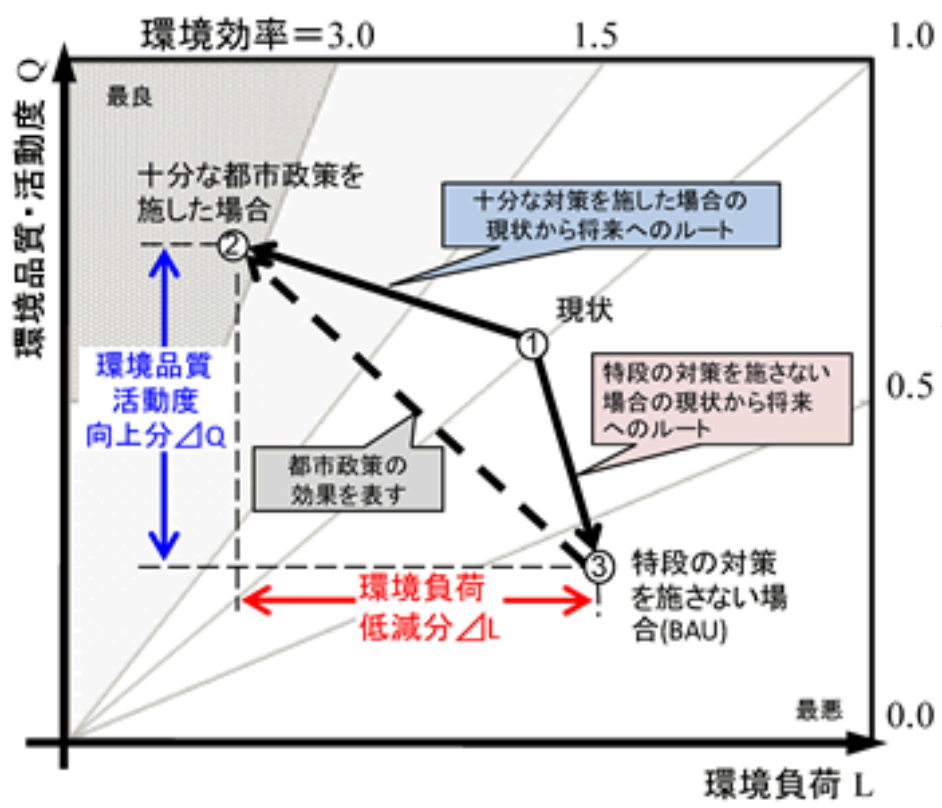 環境効率＝3.0
1.5
1.0
環境品質・活動度 Q
最良
十分な都市政策を
施した場合
②
十分な対策を施した場合の
現状から将来へのルート
現状
①
環境品質
活動度
向上分⊿Q
特段の対策を施さない
場合の現状から将来
へのルート
0.5
都市政策の
効果を表す
③
特段の対策
を施さない場
合(BAU)
環境負荷
低減分⊿L
最悪
0.0
環境負荷 L